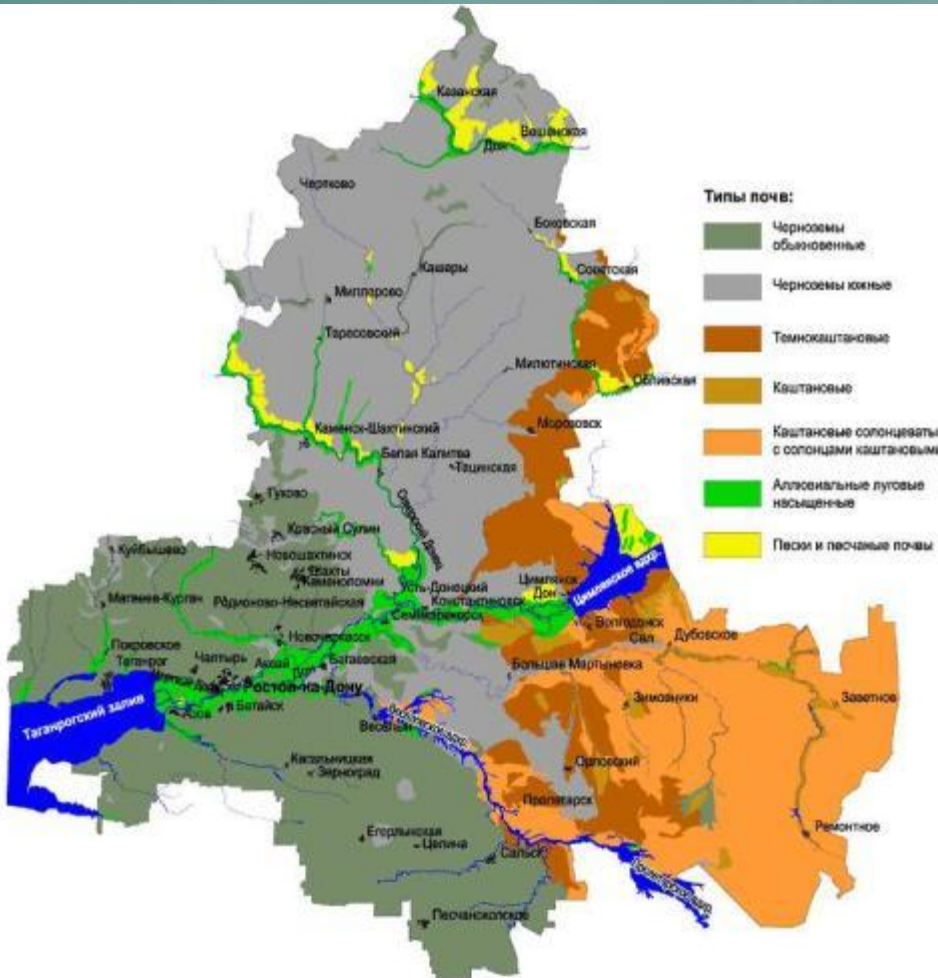 Казанская
Вешенская
Дон
Чертково
Боковская
Советская
Кашары
Миллерово
Тарасовский
Милютинская
Обливская
Каменск-Шахтинский
Морозовск
Белая Калитва
Тацинская
Северский Донец
Гуково
Красный Сулин
Куйбышево
Новошахтинск
Шахты
Каменоломни
Усть-Донецкий
Цимлянск
Дон
Цимлянское вдхр.
Матвеев-Курган
Родионово-Несветайская
Константиновск
Семикаракорск
Волгодонск
Сал
Дубовское
Новочеркасск
Покровское
Таганрог
Чалтырь
Аксай
Дон
Багаевская
Большая Мартыновка
Ростов-на-Дону
Зимовники
Заветное
Таганрогский залив
Азов
Батайск
Веселый
Кагальницкая
Зерноград
Орловский
Пролетарск
Ремонтное
Егорлыкская
Целина
Сальск
Песчанокопское
Типы почв:
Черноземы
обыкновенные
Черноземы южные
Темнокаштановые
Каштановые
Каштановые солонцеваты
с солонцами каштановыми
Аллювиальные луговые
насыщенные
Пески и песчаные почвы